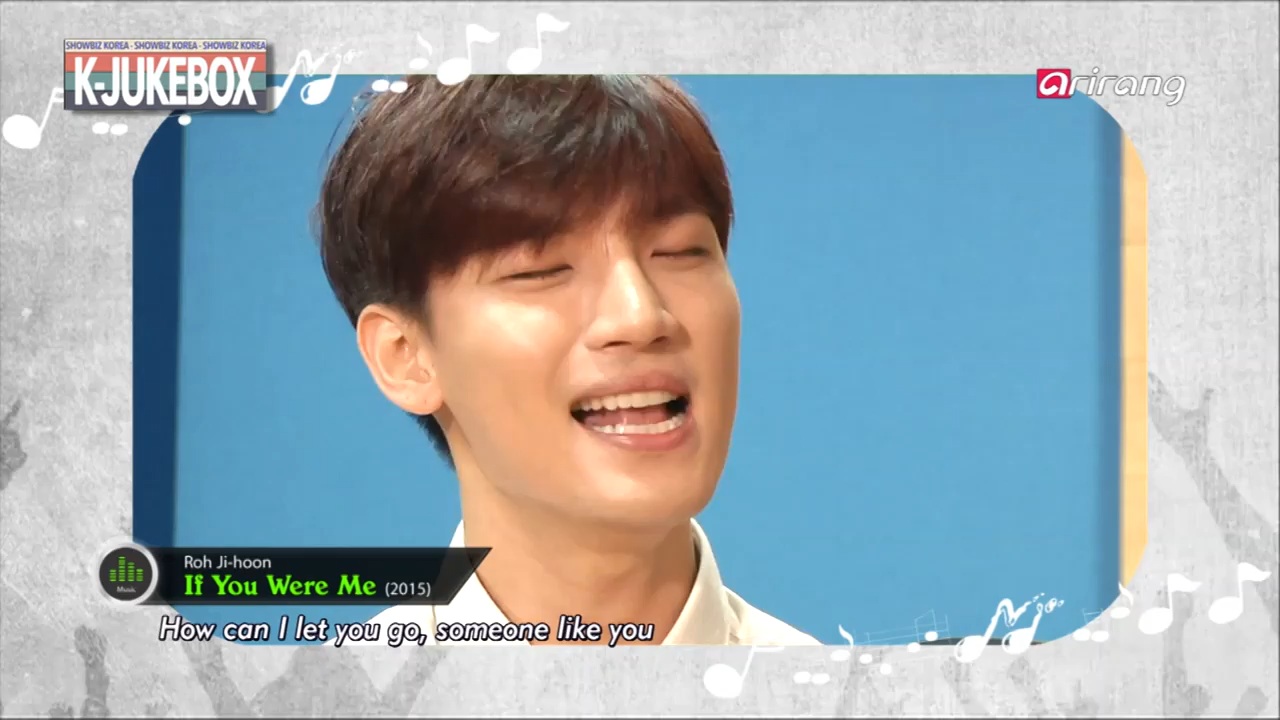 SHOWBIZ KOREA - SHOWBIZ KOREA - SHOWBIZ KOREA
K-JUKEBOX
arirang
Roh Ji-hoon
If You Were Me (2015)
Music
How can I let you go, someone like you